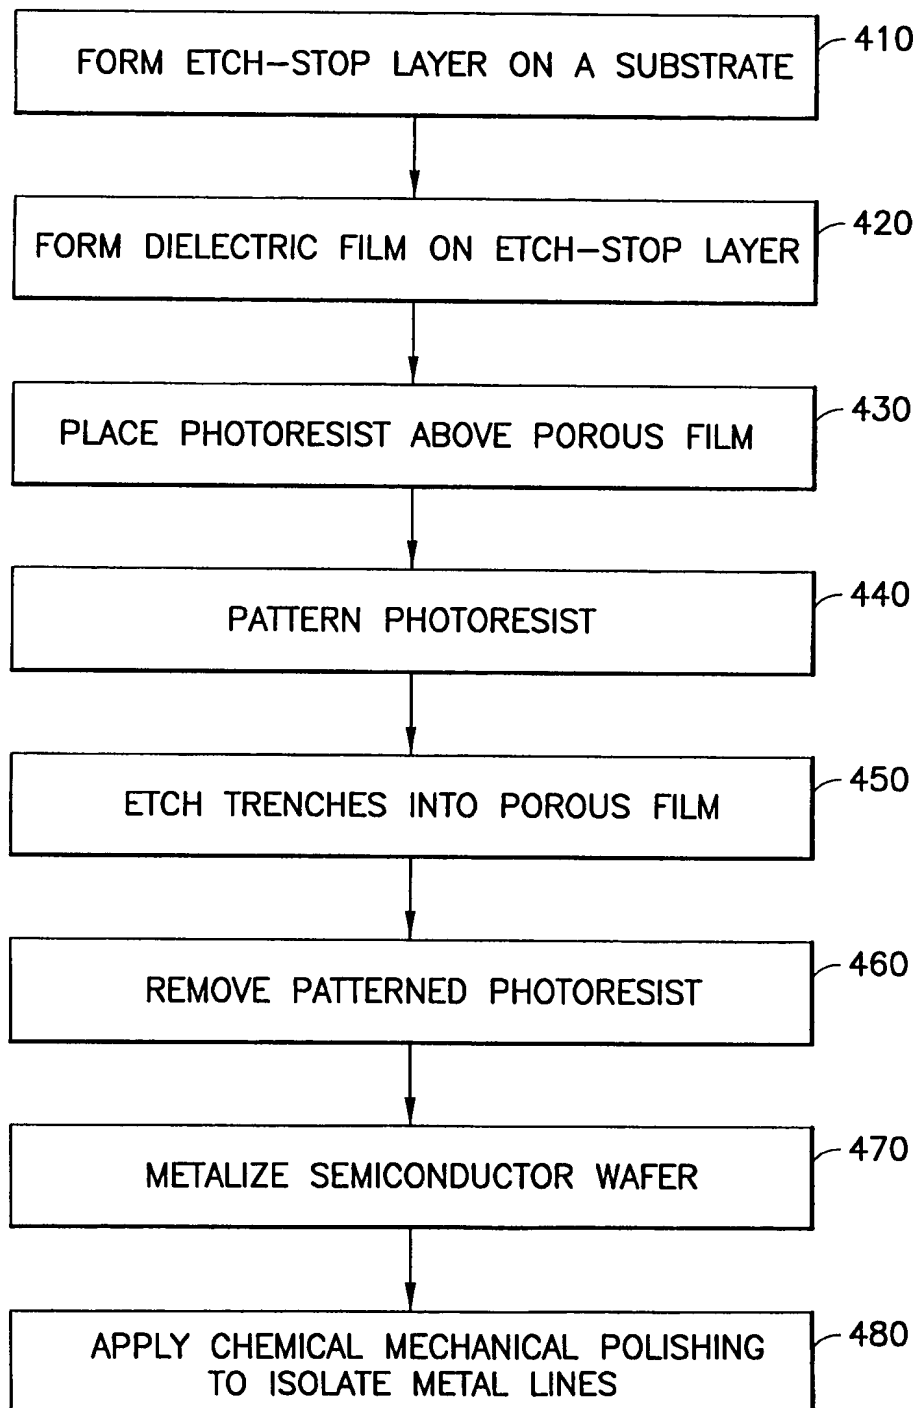 410
FORM ETCH-STOP LAYER ON A SUBSTRATE
420
FORM DIELECTRIC FILM ON ETCH-STOP LAYER
430
PLACE PHOTORESIST ABOVE POROUS FILM
440
PATTERN PHOTORESIST
450
ETCH TRENCHES INTO POROUS FILM
460
REMOVE PATTERNED PHOTORESIST
470
METALIZE SEMICONDUCTOR WAFER
480
APPLY CHEMICAL MECHANICAL POLISHING
TO ISOLATE METAL LINES